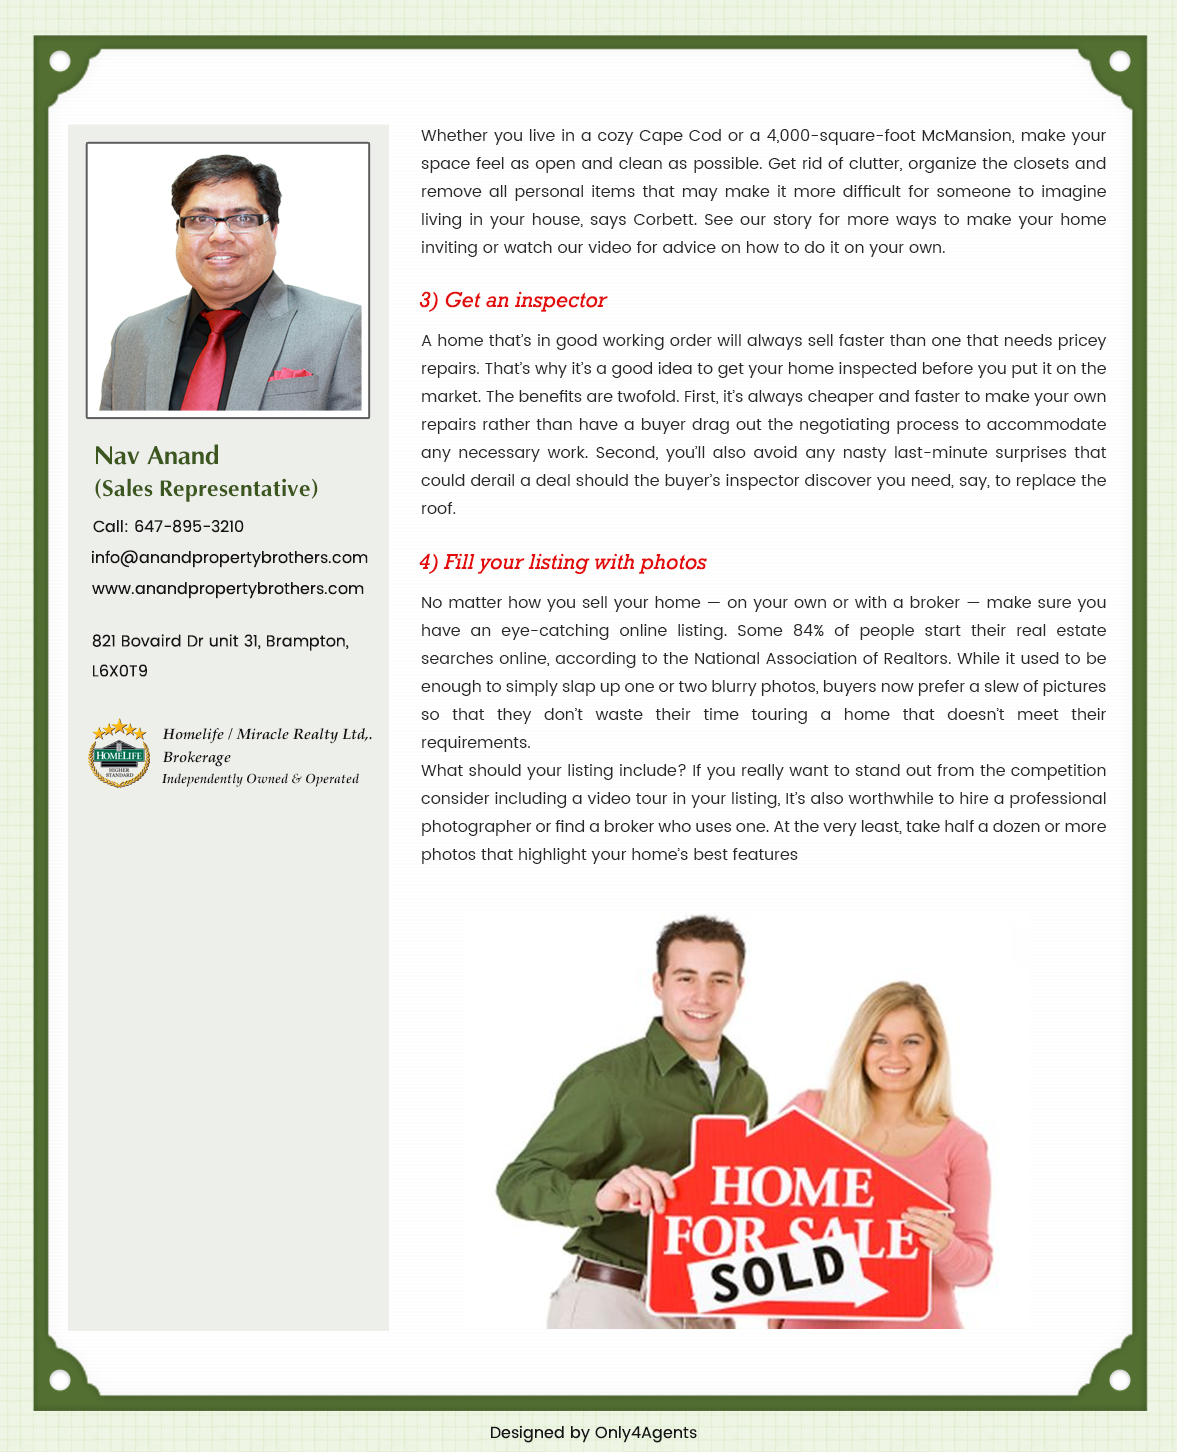 Nav Anand
(Sales Representative)
Call: 647-895-3210
info@anandpropertybrothers.com
www.anandpropertybrothers.com
821 Bovaird Dr unit 31, Brampton,
L6X0T9
HOMELIFE
HIGHER
STANDARD
Homelife / Miracle Realty Ltd,.
Brokerage
Independently Owned & Operated
Whether you live in a cozy Cape Cod or a 4,000-square-foot McMansion, make your
space feel as open and clean as possible. Get rid of clutter, organize the closets and
remove all personal items that may make it more difficult for someone to imagine
living in your house, says Corbett. See our story for more ways to make your home
inviting or watch our video for advice on how to do it on your own.
3) Get an inspector
A home that’s in good working order will always sell faster than one that needs pricey
repairs. That’s why it’s a good idea to get your home inspected before you put it on the
market. The benefits are twofold. First, it’s always cheaper and faster to make your own
repairs rather than have a buyer drag out the negotiating process to accommodate
any necessary work. Second, you’ll also avoid any nasty last-minute surprises that
could derail a deal should the buyer’s inspector discover you need, say, to replace the
roof.
4) Fill your listing with photos
No matter how you sell your home — on your own or with a broker — make sure you
have an eye-catching online listing. Some 84% of people start their real estate
searches online, according to the National Association of Realtors. While it used to be
enough to simply slap up one or two blurry photos, buyers now prefer a slew of pictures
so that they don’t waste their time touring a home that doesn’t meet their
requirements.
What should your listing include? If you really want to stand out from the competition
consider including a video tour in your listing, It’s also worthwhile to hire a professional
photographer or find a broker who uses one. At the very least, take half a dozen or more
photos that highlight your home’s best features
HOME
FOR SALE
SOLD
Designed by Only4Agents